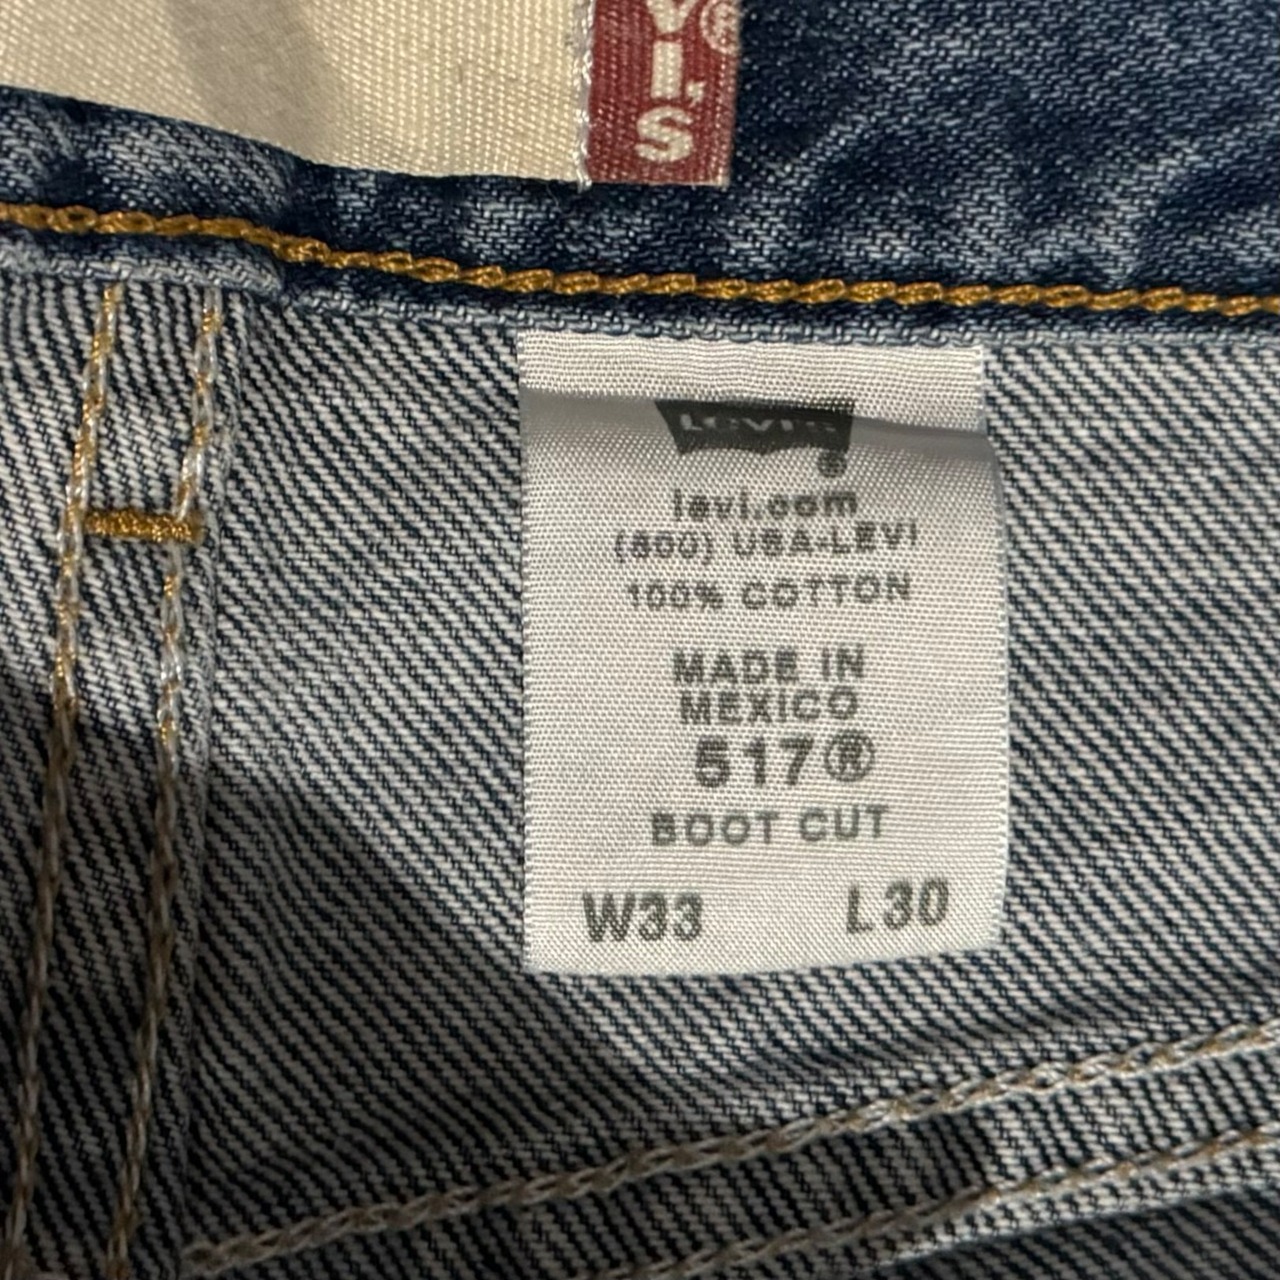 VI.S®
LEVI'S
®
levi.com
(800) USA-LEVI
100% COTTON
MADE IN
MEXICO
517®
BOOT CUT
W33 L30